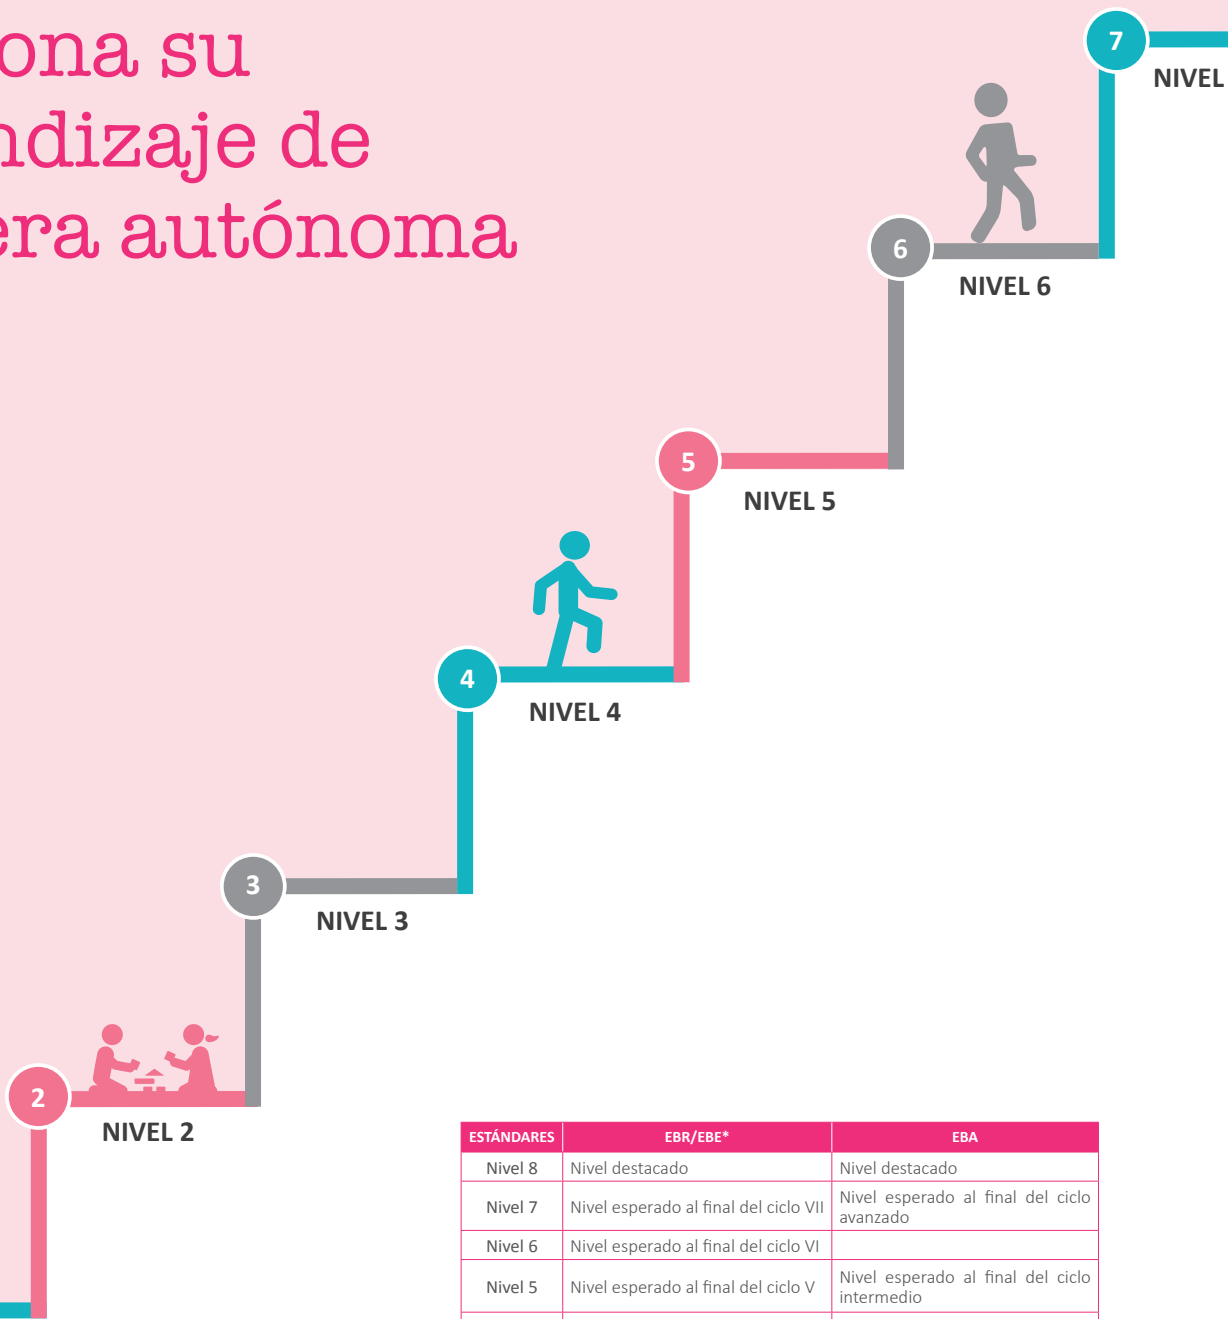 ona su
ndizaje de
era autónoma
7
NIVEL
6
NIVEL 6
5
NIVEL 5
4
NIVEL 4
3
NIVEL 3
2
NIVEL 2
ESTÁNDARES EBR/EBE* EBA
Nivel 8 Nivel destacado Nivel destacado
Nivel 7 Nivel esperado al final del ciclo VII Nivel esperado al final del ciclo
avanzado
Nivel 6 Nivel esperado al final del ciclo VI
Nivel 5 Nivel esperado al final del ciclo V Nivel esperado al final del ciclo
intermedio